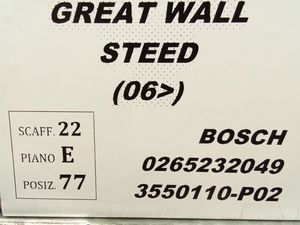 GREAT WALL
STEED
(06>)
SCAFF. 22
PIANO E
POSIZ. 77
BOSCH
0265232049
3550110-P02